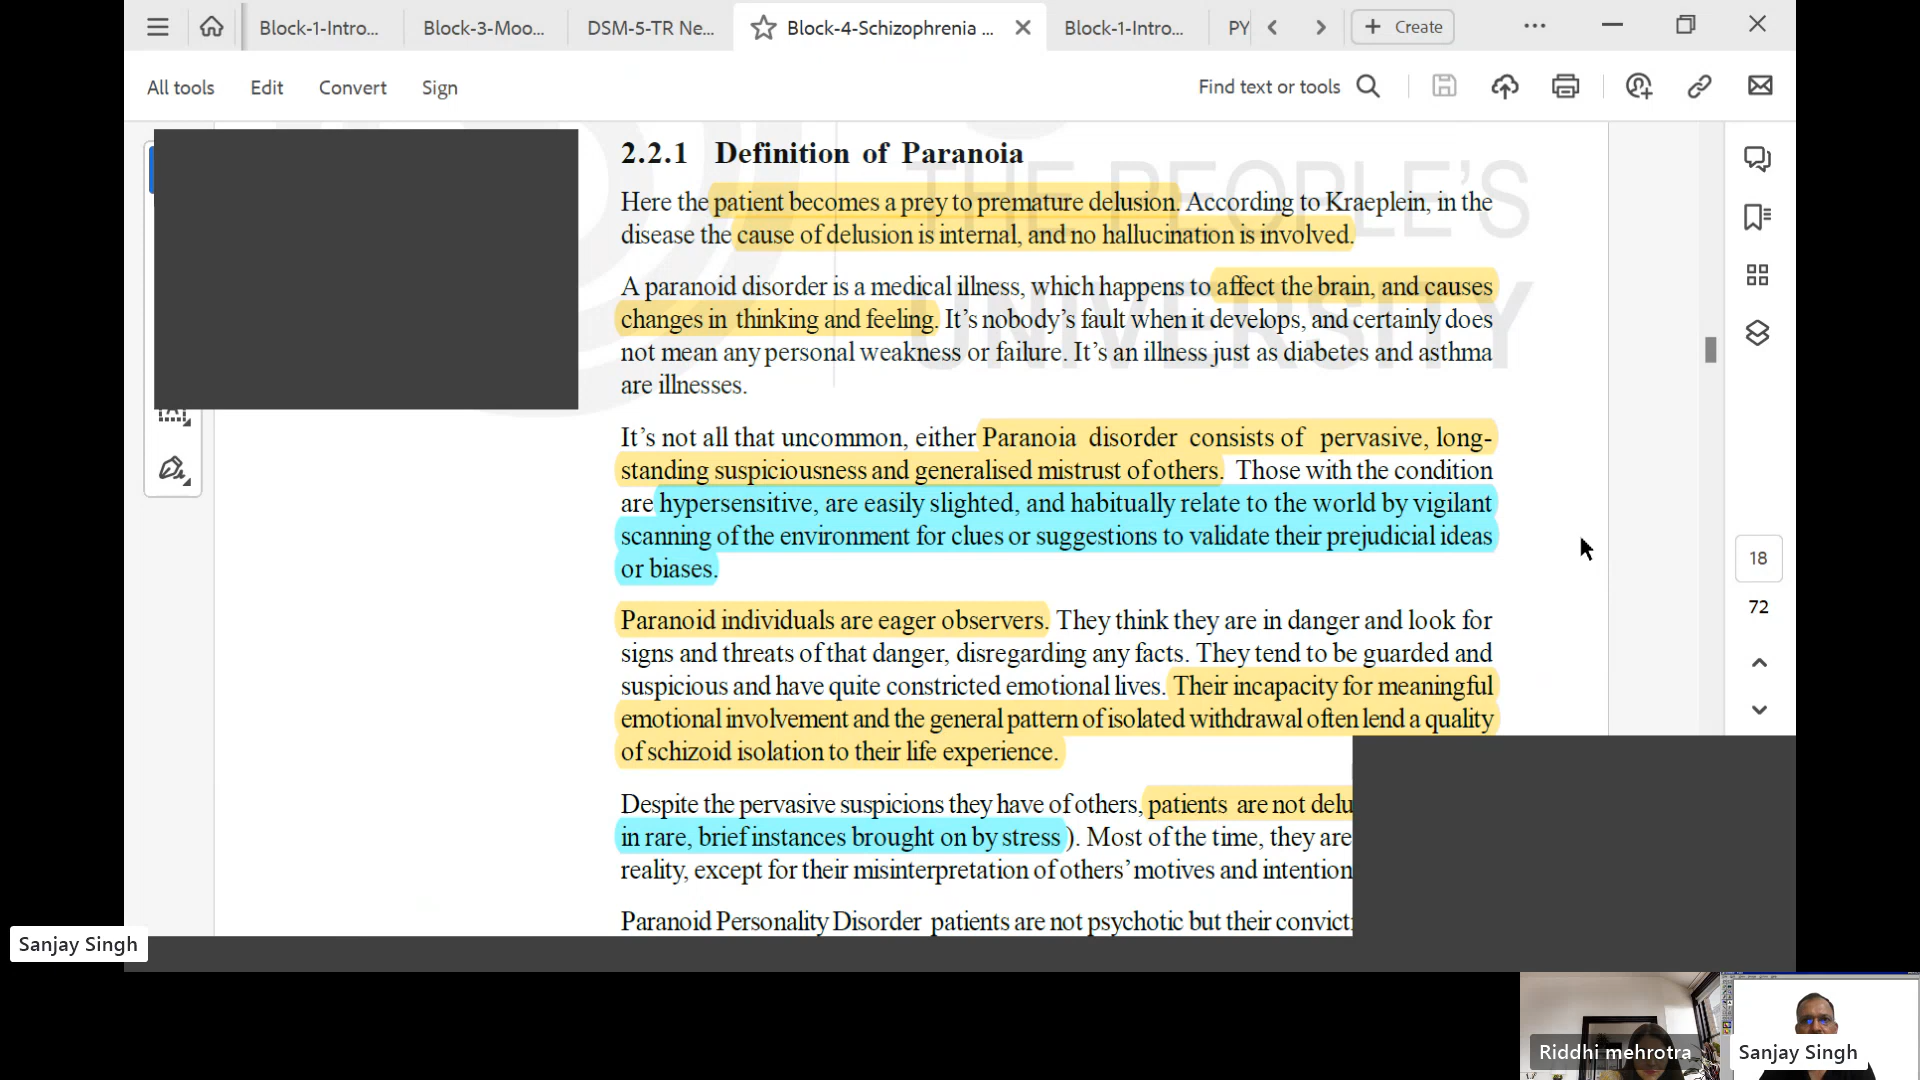 Block-1-Intro...
Block-3-Moo...
DSM-5-TR Ne...
Block-4-Schizophrenia ...
Block-1-Intro...
PY
Create
All tools
Edit
Convert
Sign
Find text or tools
THE PEOPLE'S
UNIVERSITY
2.2.1 Definition of Paranoia
Here the patient becomes a prey to premature delusion. According to Kraeplein, in the
disease the cause of delusion is internal, and no hallucination is involved.
A paranoid disorder is a medical illness, which happens to affect the brain, and causes
changes in thinking and feeling. It's nobody's fault when it develops, and certainly does
not mean any personal weakness or failure. It's an illness just as diabetes and asthma
are illnesses.
It's not all that uncommon, either Paranoia disorder consists of pervasive, long-
standing suspiciousness and generalised mistrust of others. Those with the condition
are hypersensitive, are easily slighted, and habitually relate to the world by vigilant
scanning of the environment for clues or suggestions to validate their prejudicial ideas
or biases.
Paranoid individuals are eager observers. They think they are in danger and look for
signs and threats of that danger, disregarding any facts. They tend to be guarded and
suspicious and have quite constricted emotional lives. Their incapacity for meaningful
emotional involvement and the general pattern of isolated withdrawal often lend a quality
of schizoid isolation to their life experience.
Despite the pervasive suspicions they have of others, patients are not delu
in rare, brief instances brought on by stress ). Most of the time, they are
reality, except for their misinterpretation of others' motives and intention
Paranoid Personality Disorder patients are not psychotic but their convict
18
72
Sanjay Singh
Riddhi mehrotra
Sanjay Singh